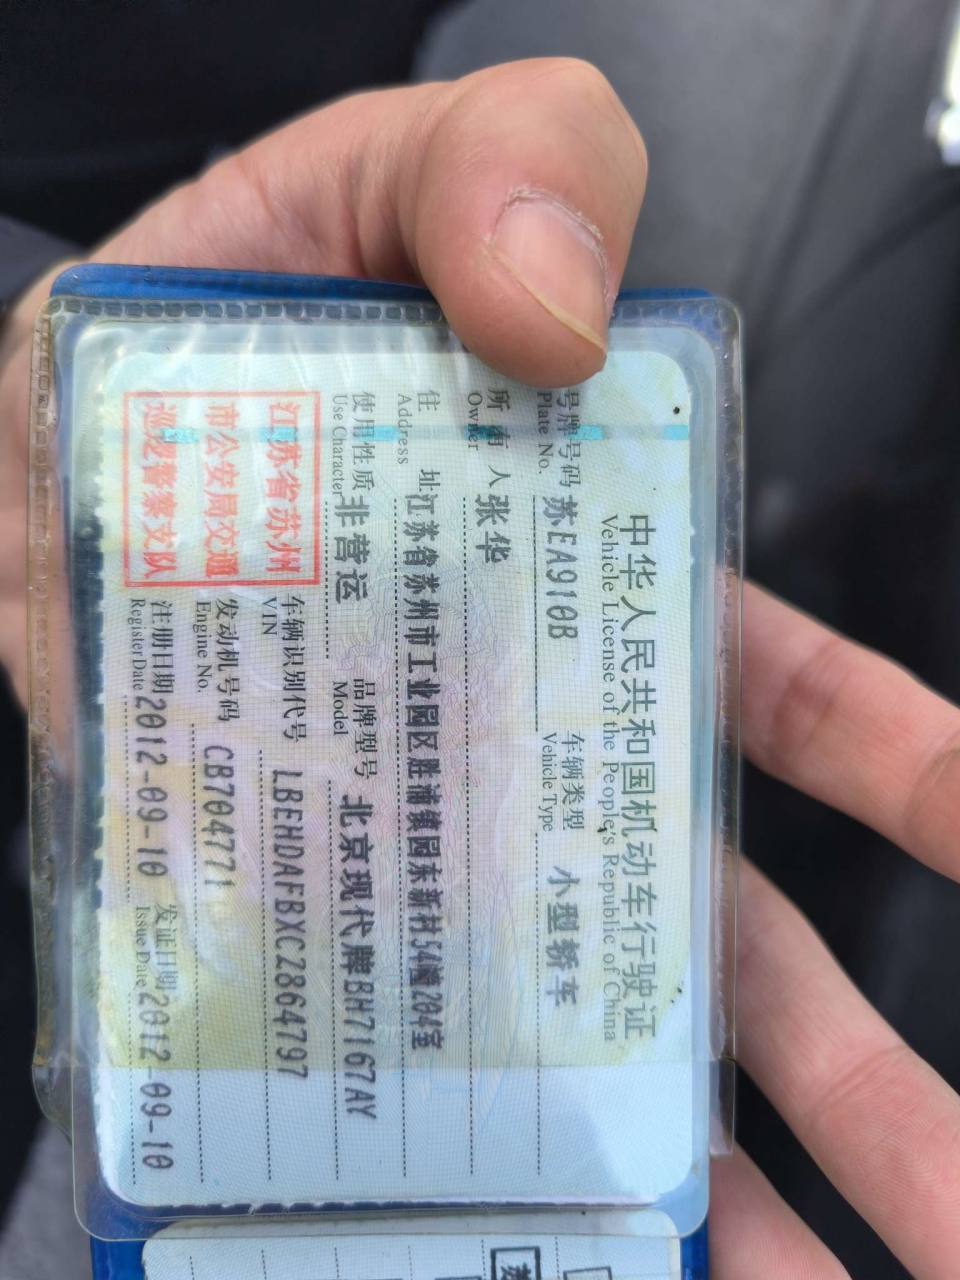 中华人民共和国机动车行驶证
Vehicle License of the People's Republic of China
号牌号码 苏EA910B 车辆类型 小型轿车
Plate No. Vehicle Type
所有人 张华
Owner
住址 江苏省苏州市工业园区胜浦镇园东新村54幢204室
Address
使用性质 非营运 品牌型号 北京现代牌BH7167AY
Use Character Model
江苏省苏州
市公安局交通
巡逻警察支队
车辆识别代号 LBEHDAFBXCZ864797
VIN
发动机号码 CB704771
Engine No.
注册日期 2012-09-10 发证日期 2012-09-10
Register Date Issue Date